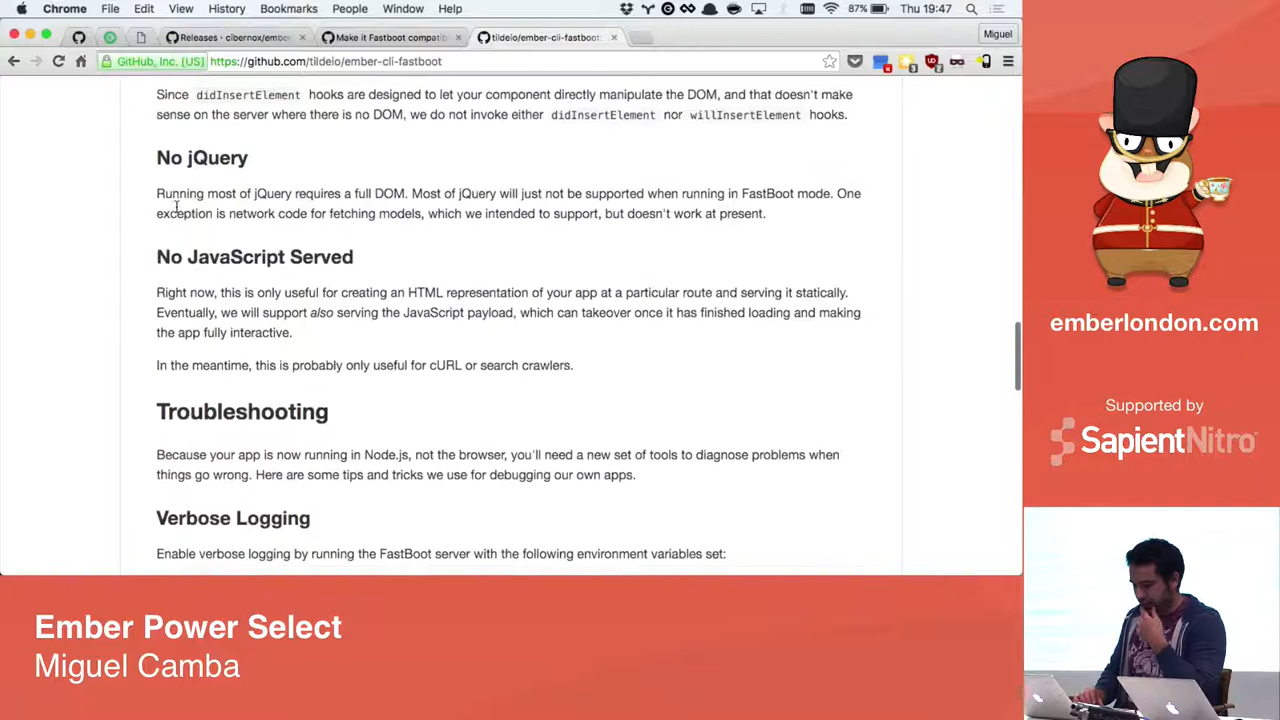 Chrome File Edit View History Bookmarks People Window Help 87% Thu 19:47
Releases · cibernox/ember Make it Fastboot compatib tildeio/ember-cli-fastboot: Miguel
GitHub, Inc. [US] https://github.com/tildeio/ember-cli-fastboot
Since didInsertElement hooks are designed to let your component directly manipulate the DOM, and that doesn't make
sense on the server where there is no DOM, we do not invoke either didInsertElement nor willInsertElement hooks.
No jQuery
Running most of jQuery requires a full DOM. Most of jQuery will just not be supported when running in FastBoot mode. One
exception is network code for fetching models, which we intended to support, but doesn't work at present.
No JavaScript Served
Right now, this is only useful for creating an HTML representation of your app at a particular route and serving it statically.
Eventually, we will support also serving the JavaScript payload, which can takeover once it has finished loading and making
the app fully interactive.
In the meantime, this is probably only useful for cURL or search crawlers.
Troubleshooting
Because your app is now running in Node.js, not the browser, you'll need a new set of tools to diagnose problems when
things go wrong. Here are some tips and tricks we use for debugging our own apps.
Verbose Logging
Enable verbose logging by running the FastBoot server with the following environment variables set:
emberlondon.com
Supported by
SapientNitro
Ember Power Select
Miguel Camba